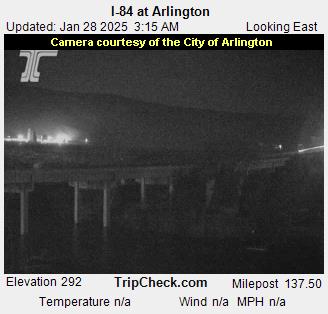 I-84 at Arlington
Updated: Jan 28 2025 3:15 AM Looking East
Camera courtesy of the City of Arlington
Elevation 292 TripCheck.com Milepost 137.50
Temperature n/a Wind n/a MPH n/a